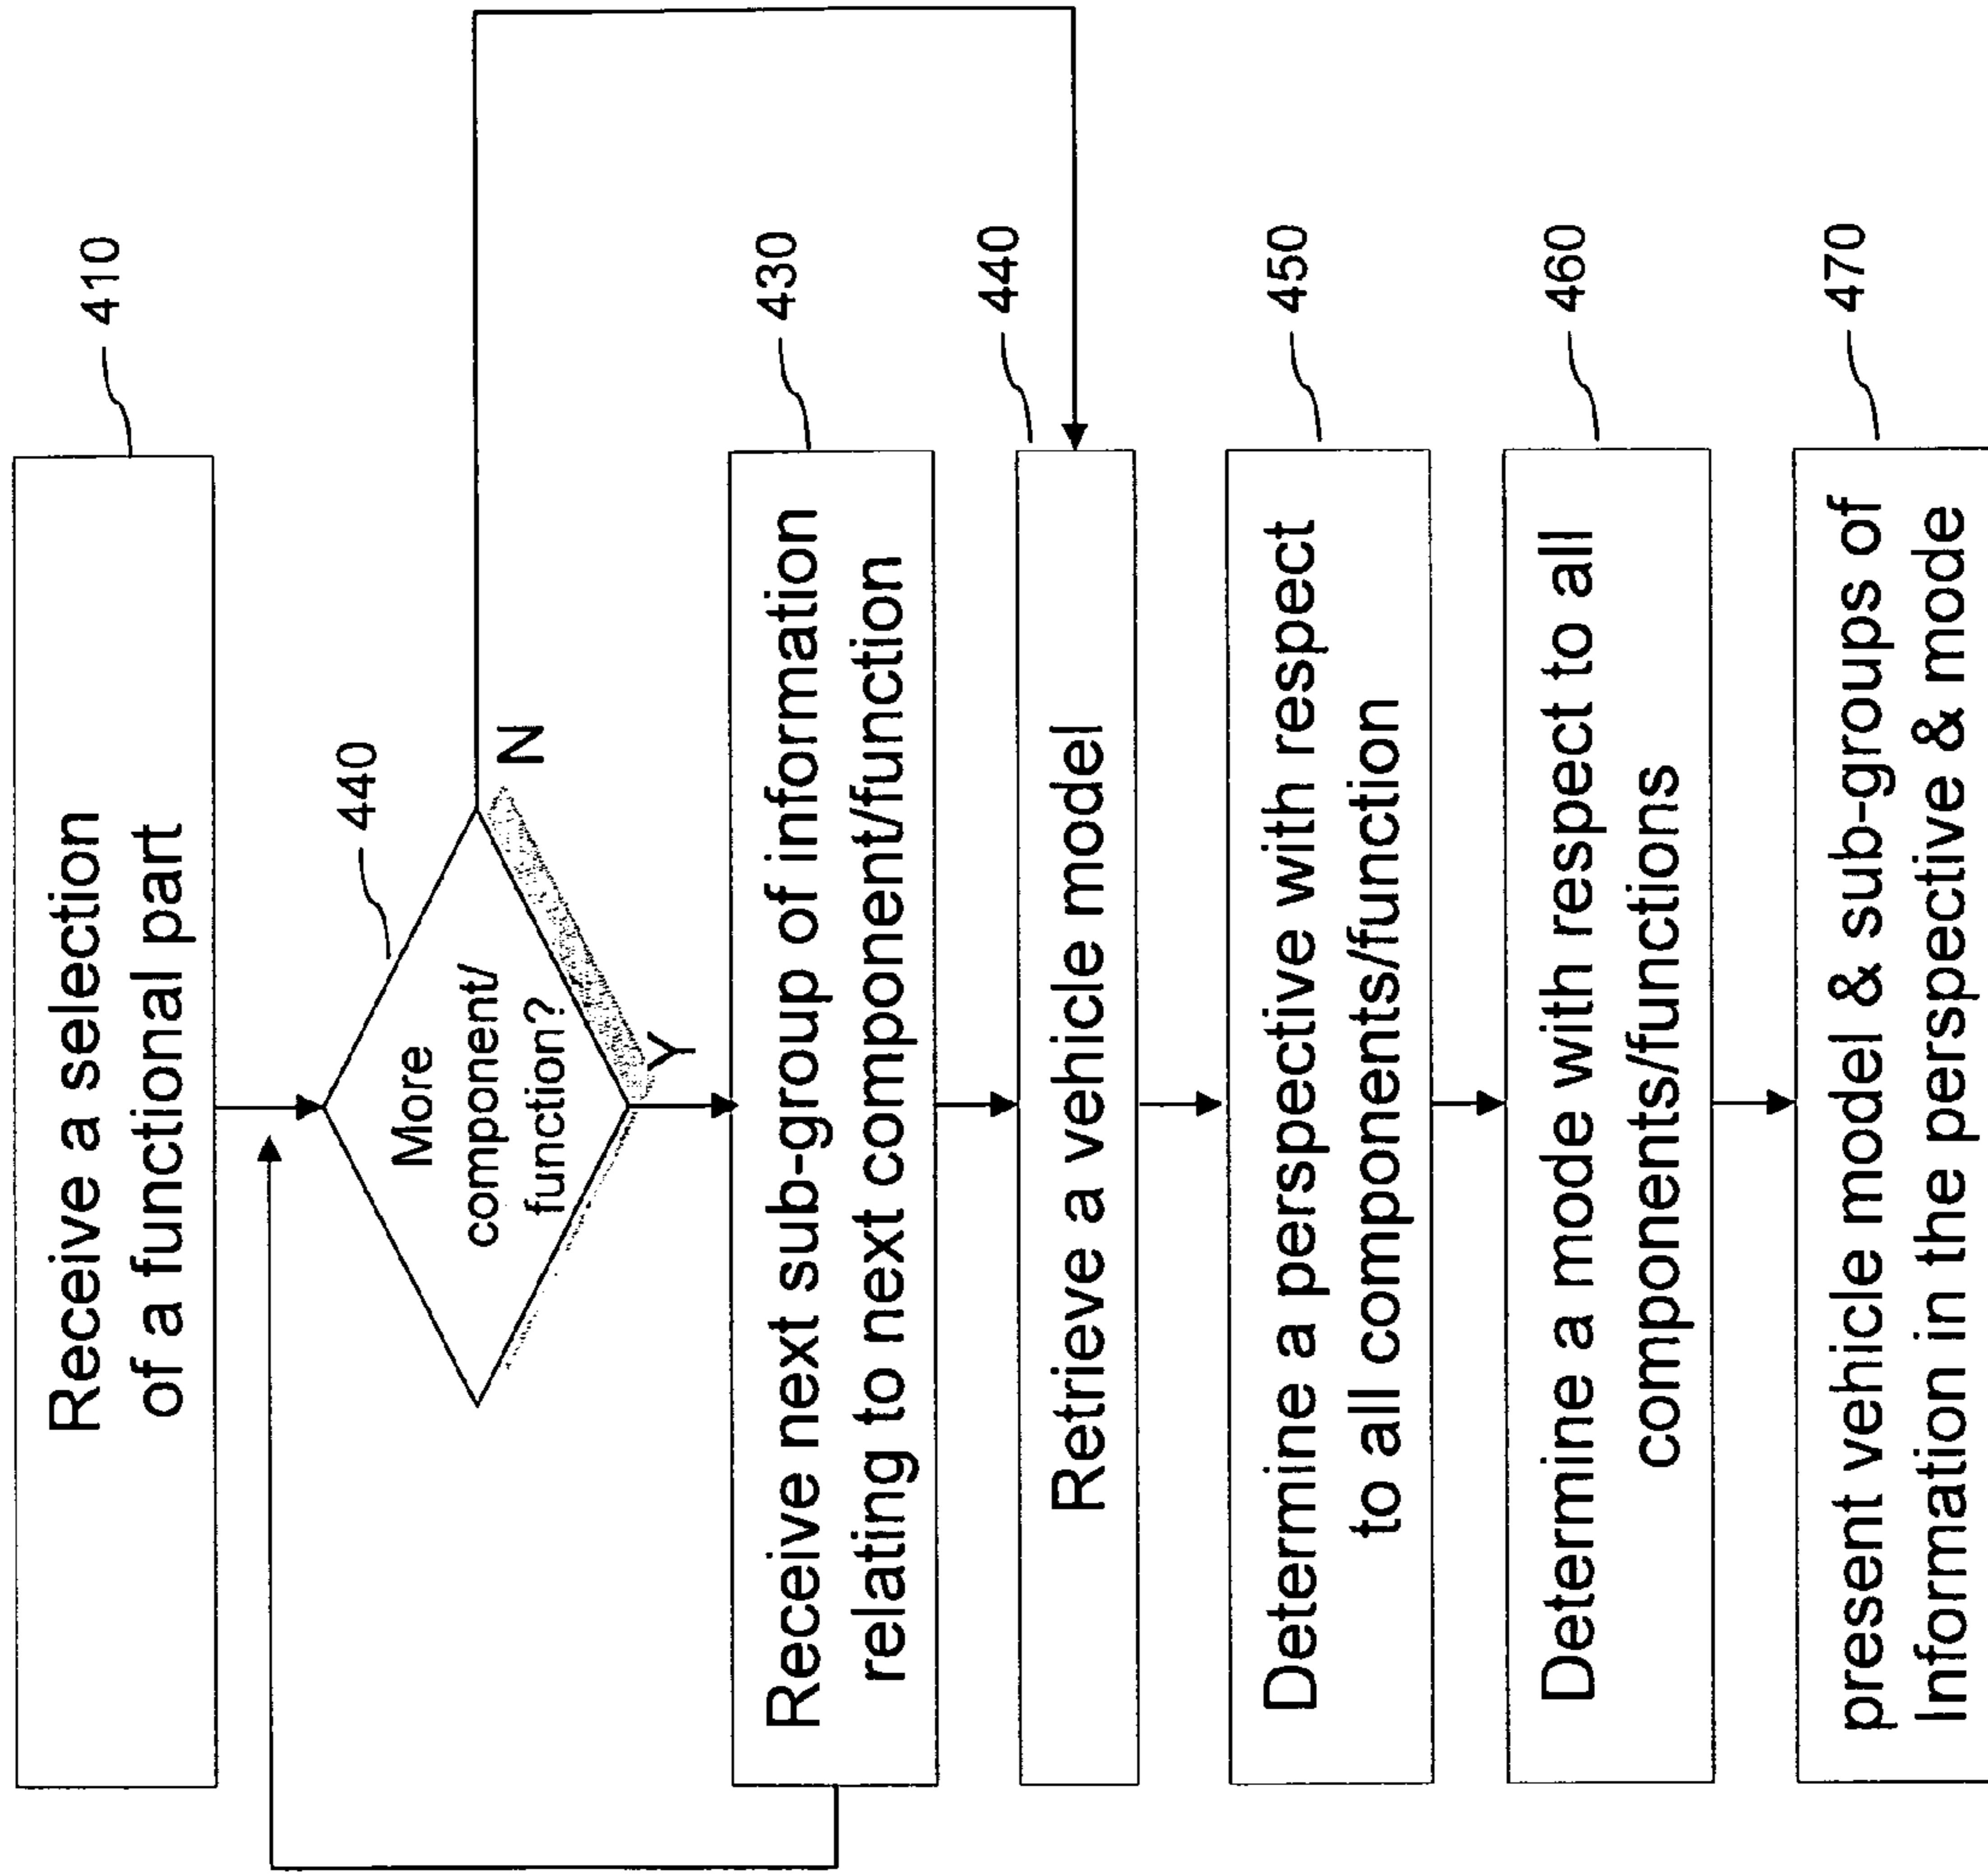 Receive a selection
of a functional part
410
More
component/
function?
440
N
Y
Receive next sub-group of information
relating to next component/function
430
Retrieve a vehicle model
440
Determine a perspective with respect
to all components/function
450
Determine a mode with respect to all
components/functions
460
present vehicle model & sub-groups of
Information in the perspective & mode
470